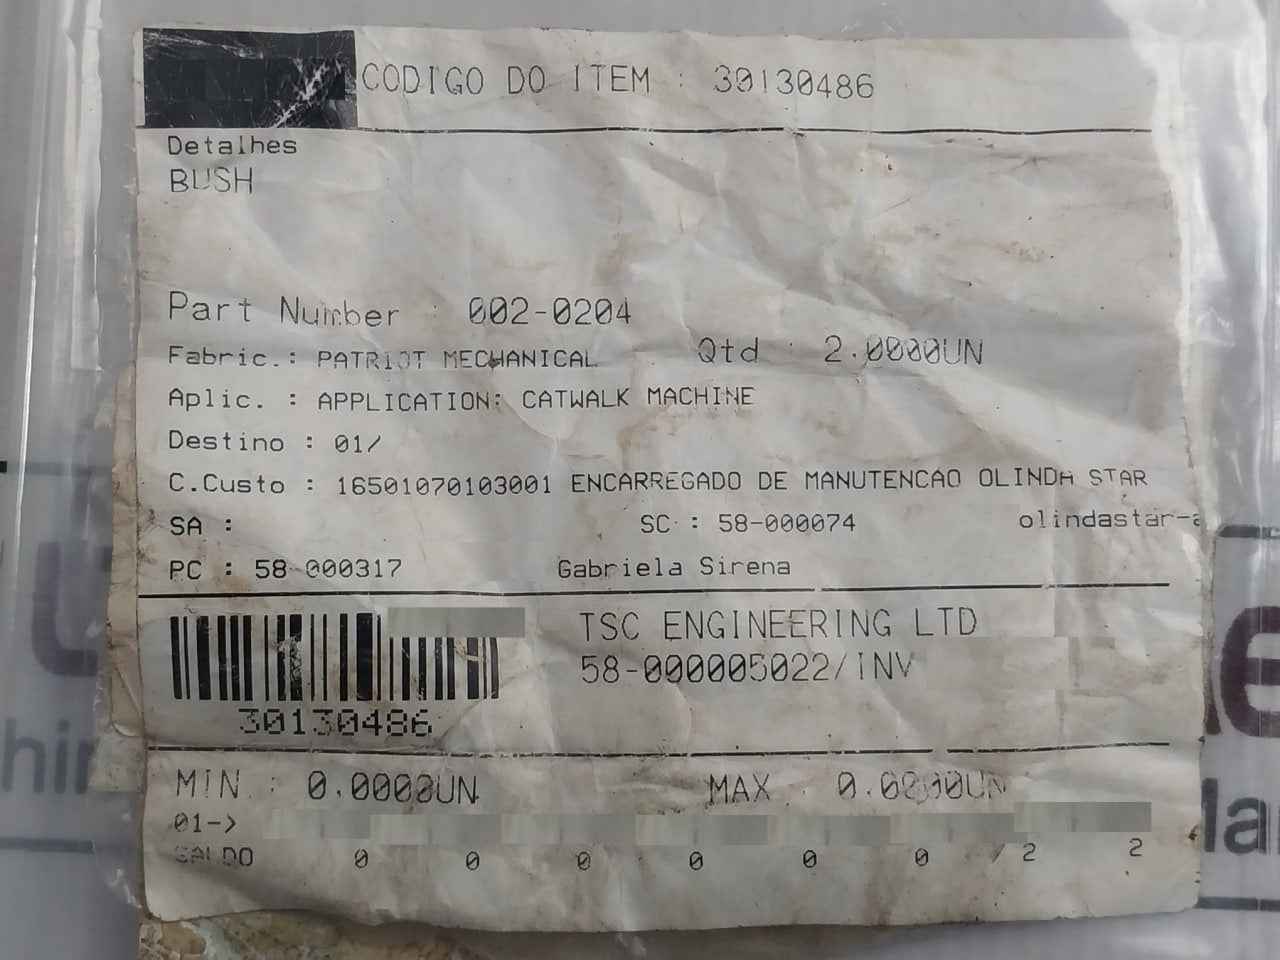 CODIGO DO ITEM : 30130486
Detalhes
BUSH
Part Number : 002-0204
Fabric.: PATRIOT MECHANICAL Qtd : 2.0000UN
Aplic. : APPLICATION: CATWALK MACHINE
Destino : 01/
C.Custo : 16501070103001 ENCARREGADO DE MANUTENCAO OLINDA STAR
SA : SC : 58-000074 olindastar-a
PC : 58-000317 Gabriela Sirena
TSC ENGINEERING LTD
58-000005022/INV
30130486
MIN : 0.0000UN MAX : 0.0000UN
01->
SALDO 0 0 0 0 0 0 / 2 2